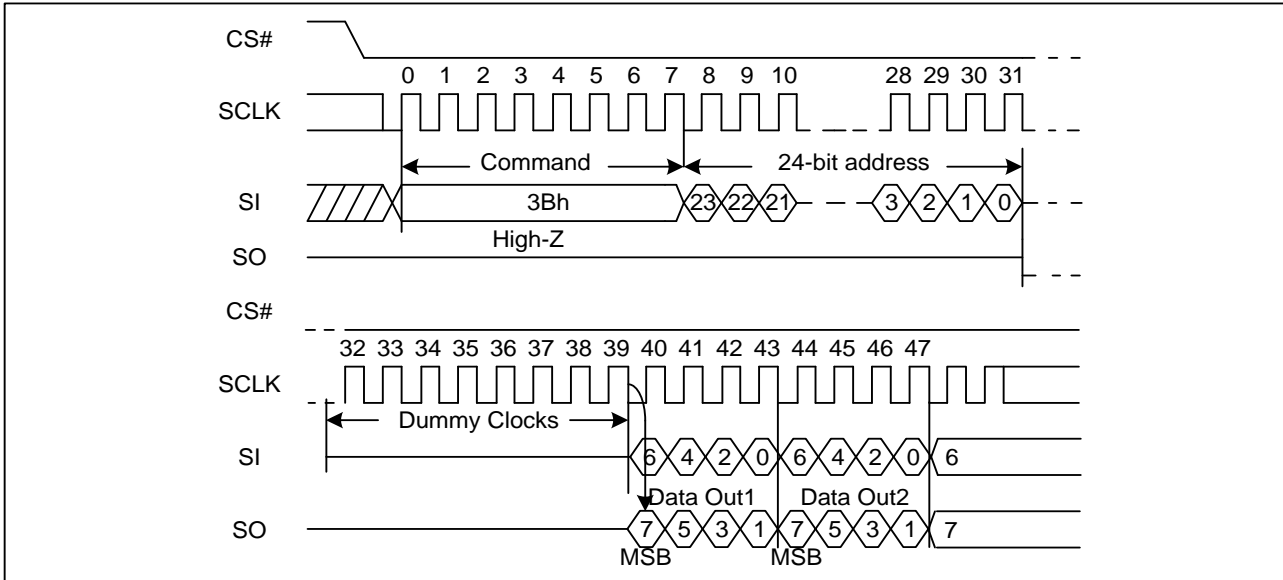 CS#
0 1 2 3 4 5 6 7 8 9 10 28 29 30 31
SCLK
Command 24-bit address
SI 3Bh 23 22 21 3 2 1 0
High-Z
SO
CS#
32 33 34 35 36 37 38 39 40 41 42 43 44 45 46 47
SCLK
Dummy Clocks
SI 6 4 2 0 6 4 2 0 6
Data Out1 Data Out2
SO 7 5 3 1 7 5 3 1 7
MSB MSB